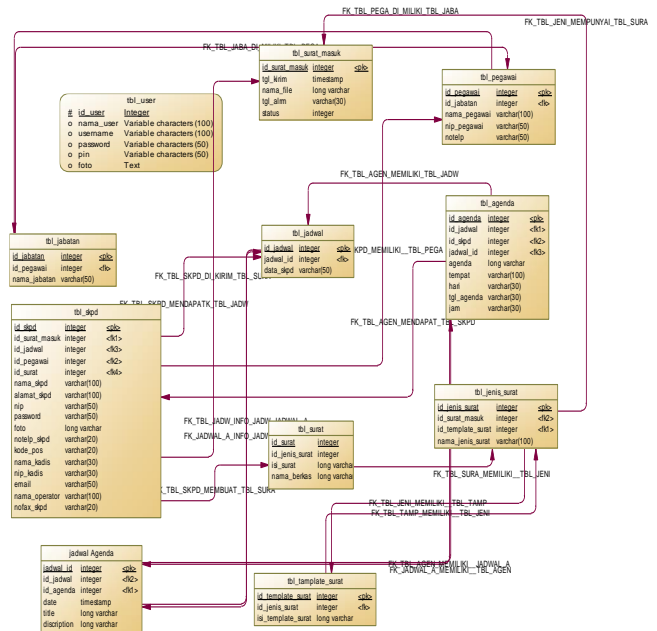 FK_TBL_PEGA_DI_MILIKI_TBL_JABA
FK_TBL_JENI_MEMPUNYAI_TBL_SURA
tbl_surat_masuk
id_surat_masuk integer <pk>
tgl_kirim timestamp
nama_file long varchar
tgl_alrm varchar(30)
status integer
tbl_pegawai
id_pegawai integer <pk>
id_jabatan integer <fk>
nama_pegawai varchar(100)
nip_pegawai varchar(50)
notelp varchar(50)
tbl_user
# id_user Integer
o nama_user Variable characters (100)
o username Variable characters (100)
o password Variable characters (50)
o pin Variable characters (50)
o foto Text
FK_TBL_AGEN_MEMILIKI_TBL_JADW
tbl_agenda
id_agenda integer <pk>
id_jadwal integer <fk1>
id_skpd integer <fk2>
jadwal_id integer <fk3>
agenda long varchar
tempat varchar(100)
hari varchar(30)
tgl_agenda varchar(30)
jam varchar(30)
tbl_jabatan
id_jabatan integer <pk>
id_pegawai integer <fk>
nama_jabatan varchar(50)
tbl_jadwal
id_jadwal integer <pk>
jadwal_id integer <fk>
data_skpd varchar(50)
SKPD_MEMILIKI__TBL_PEGA
FK_TBL_SKPD_DI_KIRIM_TBL_SURA
FK_TBL_SKPD_MENDAPATK_TBL_JADW
FK_TBL_AGEN_MENDAPAT_TBL_SKPD
tbl_skpd
id_skpd integer <pk>
id_surat_masuk integer <fk1>
id_jadwal integer <fk3>
id_pegawai integer <fk2>
id_surat integer <fk4>
nama_skpd varchar(100)
alamat_skpd varchar(100)
nip varchar(50)
password varchar(50)
foto long varchar
notelp_skpd varchar(20)
kode_pos varchar(20)
nama_kadis varchar(30)
nip_kadis varchar(30)
email varchar(50)
nama_operator varchar(100)
nofax_skpd varchar(20)
tbl_jenis_surat
id_jenis_surat integer <pk>
id_surat_masuk integer <fk2>
id_template_surat integer <fk1>
nama_jenis_surat varchar(100)
FK_TBL_JADW_INFO_JADW_JADWAL_A
FK_JADWAL_A_INFO_JADW
tbl_surat
id_surat integer
id_jenis_surat integer
isi_surat long varcha
nama_berkas long varcha
FK_TBL_SURA_MEMILIKI__TBL_JENI
FK_TBL_SKPD_MEMBUAT_TBL_SURA
FK_TBL_JENI_MEMILIKI__TBL_TAMP
FK_TBL_TAMP_MEMILIKI__TBL_JENI
jadwal Agenda
jadwal_id integer <pk>
id_jadwal integer <fk2>
id_agenda integer <fk1>
date timestamp
title long varchar
discription long varchar
FK_TBL_AGEN_MEMILIKI__JADWAL_A
FK_JADWAL_A_MEMILIKI__TBL_AGEN
tbl_template_surat
id_template_surat integer <pk>
id_jenis_surat integer <fk>
isi_template_surat long varchar